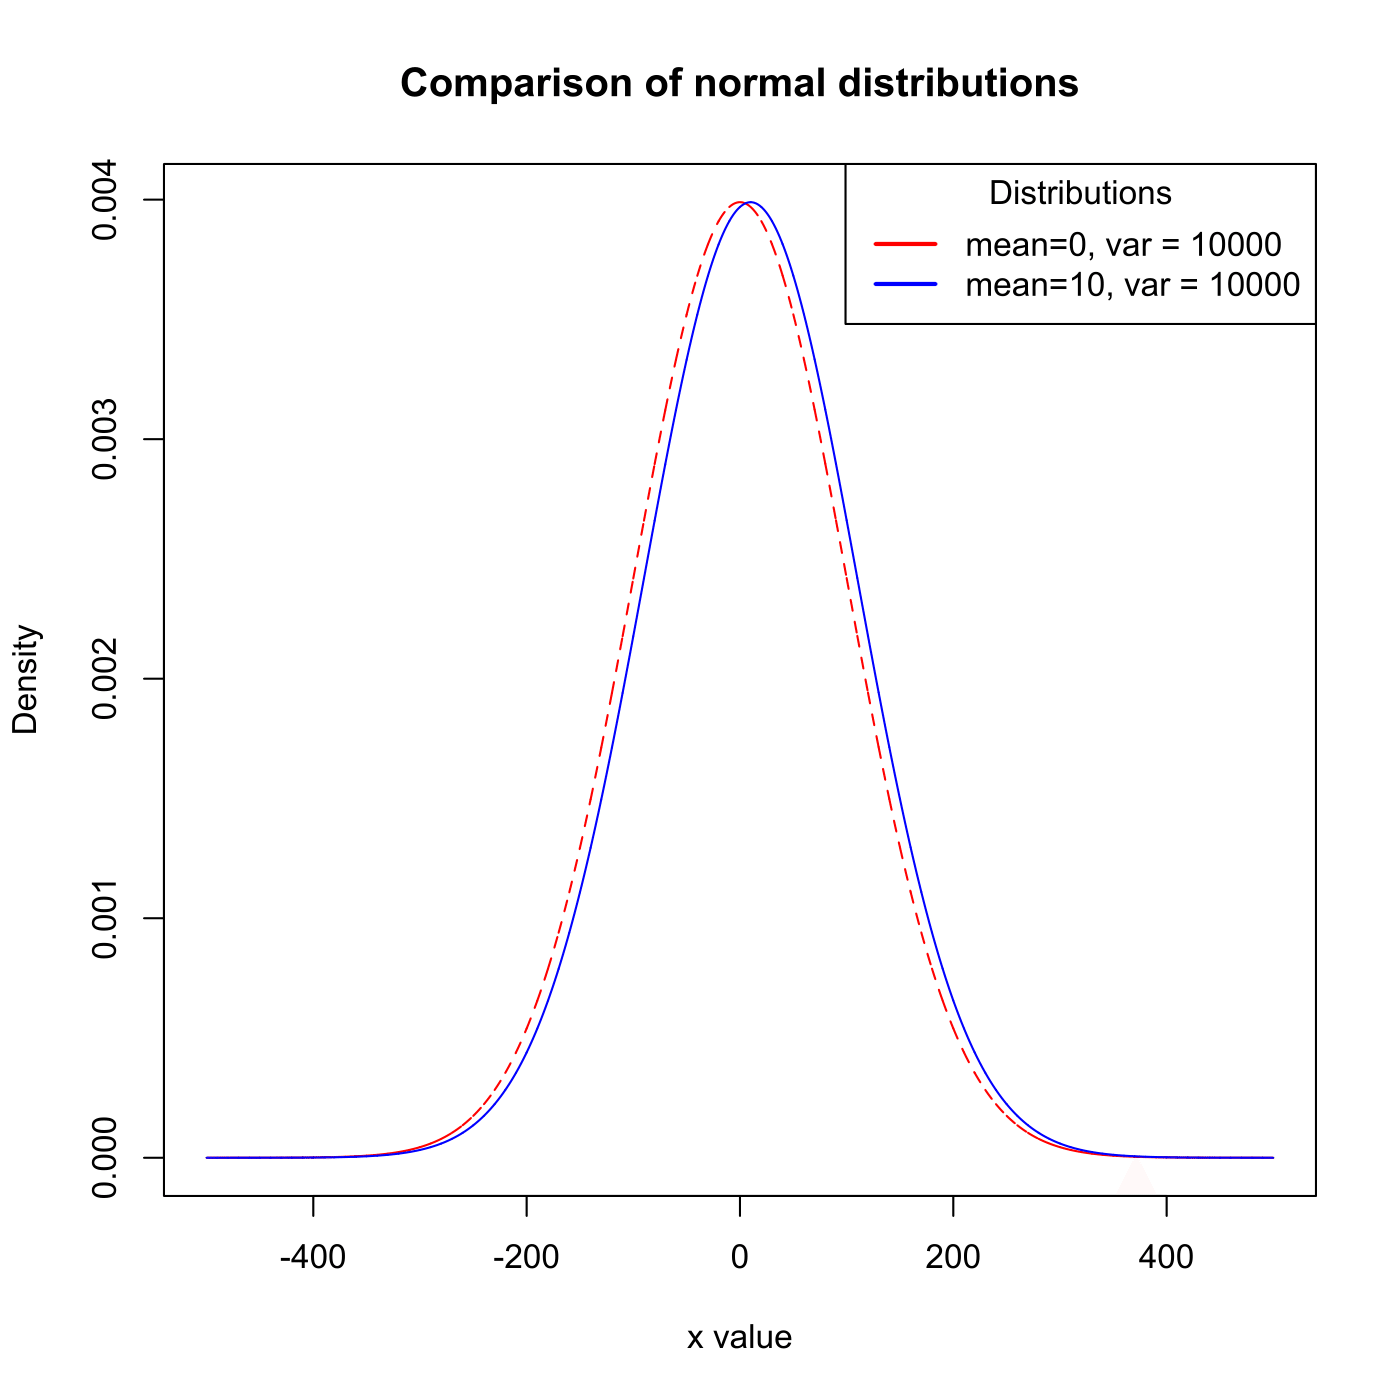 Comparison of normal distributions
Distributions
mean=0, var = 10000
mean=10, var = 10000
0.004
0.003
0.002
0.001
0.000
Density
-400 -200 0 200 400
x value